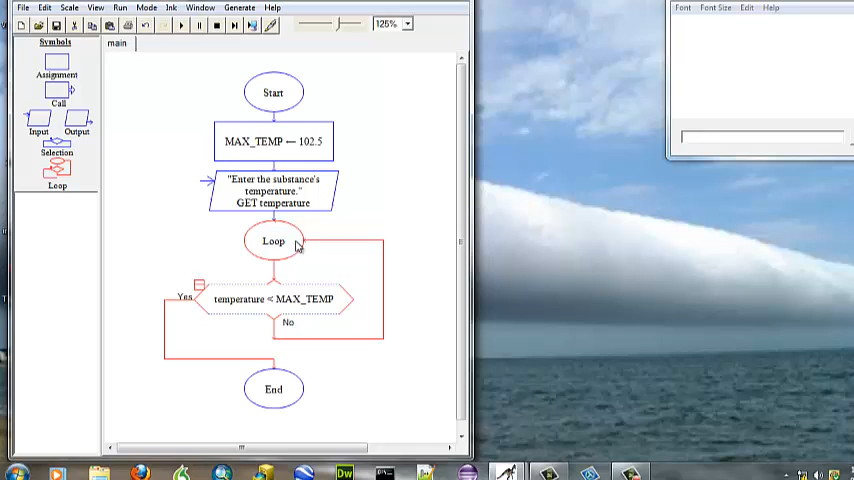 File Edit Scale View Run Mode Ink Window Generate Help
125%
main
Symbols
Assignment
Call
Input Output
Selection
Loop
Start
MAX_TEMP ← 102.5
"Enter the substance's
temperature."
GET temperature
Loop
Yes
temperature < MAX_TEMP
No
End
Font Font Size Edit Help
Dw